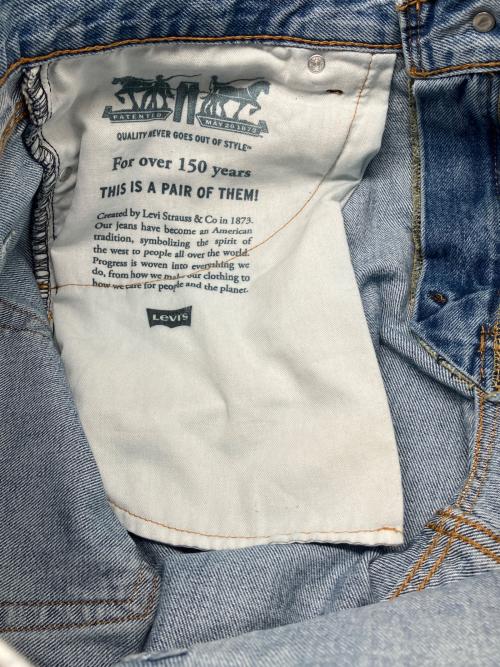 PATENTED MAY 20 1873
QUALITY NEVER GOES OUT OF STYLE™
For over 150 years
THIS IS A PAIR OF THEM!
Created by Levi Strauss & Co in 1873.
Our jeans have become an American
tradition, symbolizing the spirit of
the west to people all over the world.
Progress is woven into everything we
do, from how we make our clothing to
how we care for people and the planet.
LEVI'S